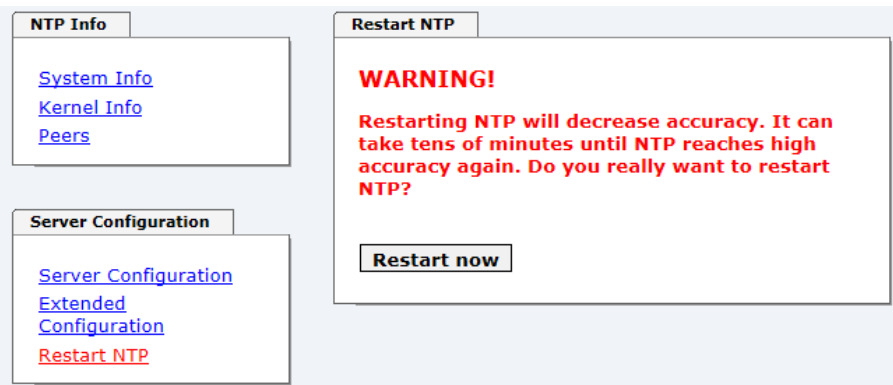 NTP Info
System Info
Kernel Info
Peers
Server Configuration
Server Configuration
Extended
Configuration
Restart NTP
Restart NTP
WARNING!
Restarting NTP will decrease accuracy. It can
take tens of minutes until NTP reaches high
accuracy again. Do you really want to restart
NTP?
Restart now